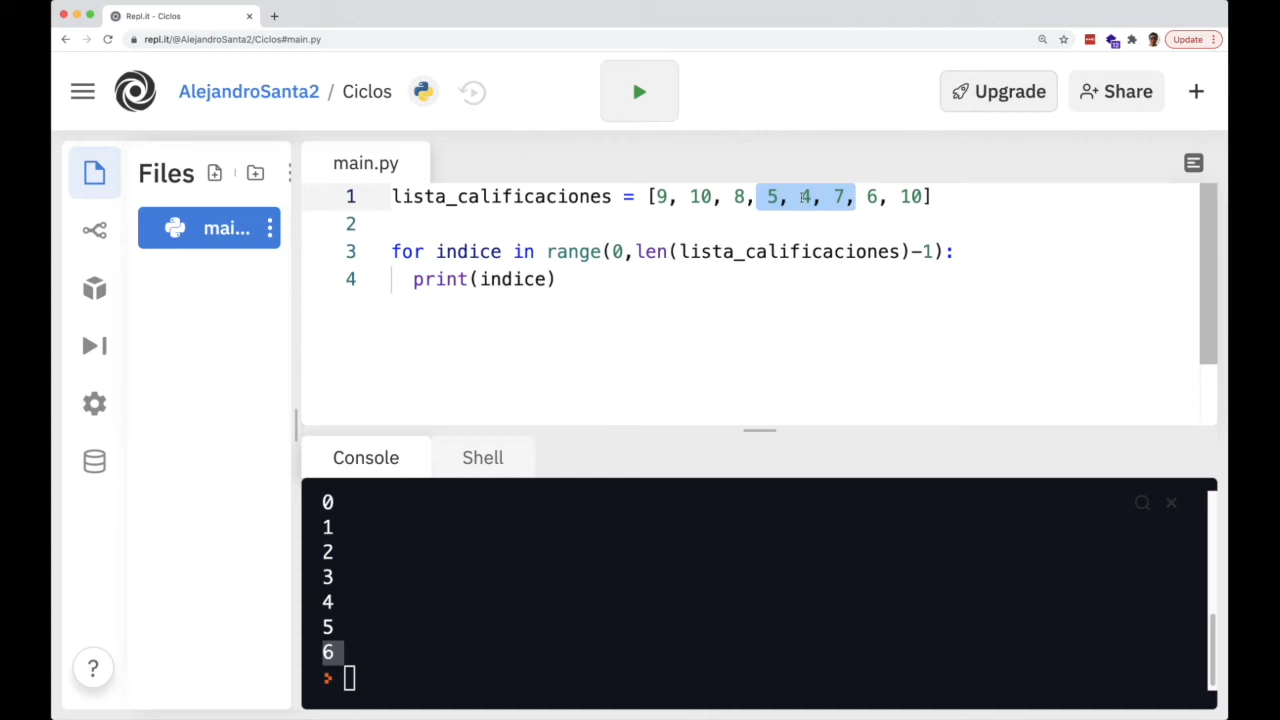 Repl.it - Ciclos
repl.it/@AlejandroSanta2/Ciclos#main.py
12
Update
AlejandroSanta2 / Ciclos
Upgrade
Share
Files
mai...
main.py
1 lista_calificaciones = [9, 10, 8, 5, 4, 7, 6, 10]
2
3 for indice in range(0,len(lista_calificaciones)-1):
4 print(indice)
Console
Shell
0
1
2
3
4
5
6
?